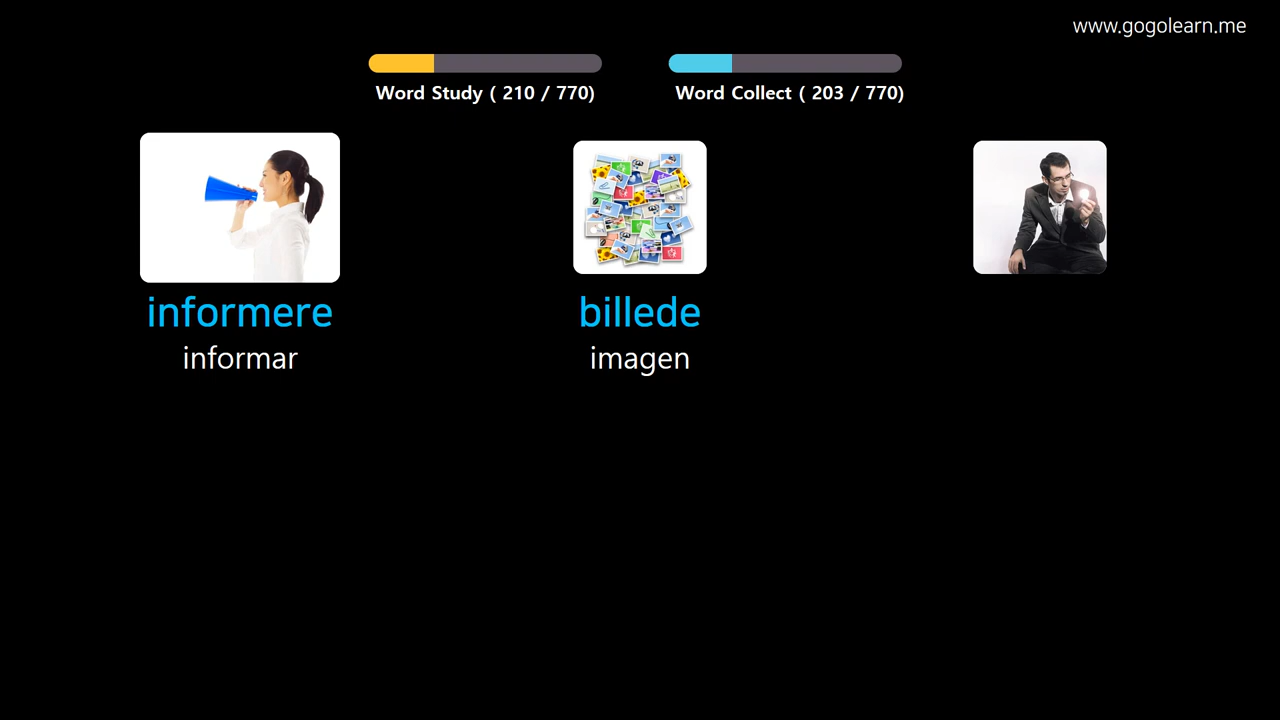 www.gogolearn.me
Word Study ( 210 / 770)
Word Collect ( 203 / 770)
informere
informar
billede
imagen